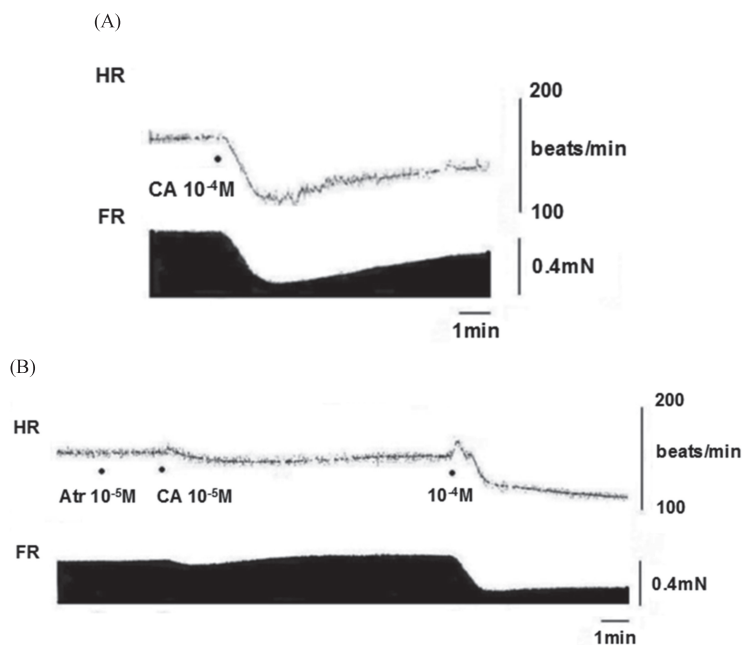 (A)
HR
200
beats/min
CA 10⁻⁴M
100
FR
0.4mN
1min
(B)
HR
200
beats/min
Atr 10⁻⁵M CA 10⁻⁵M 10⁻⁴M
100
FR
0.4mN
1min